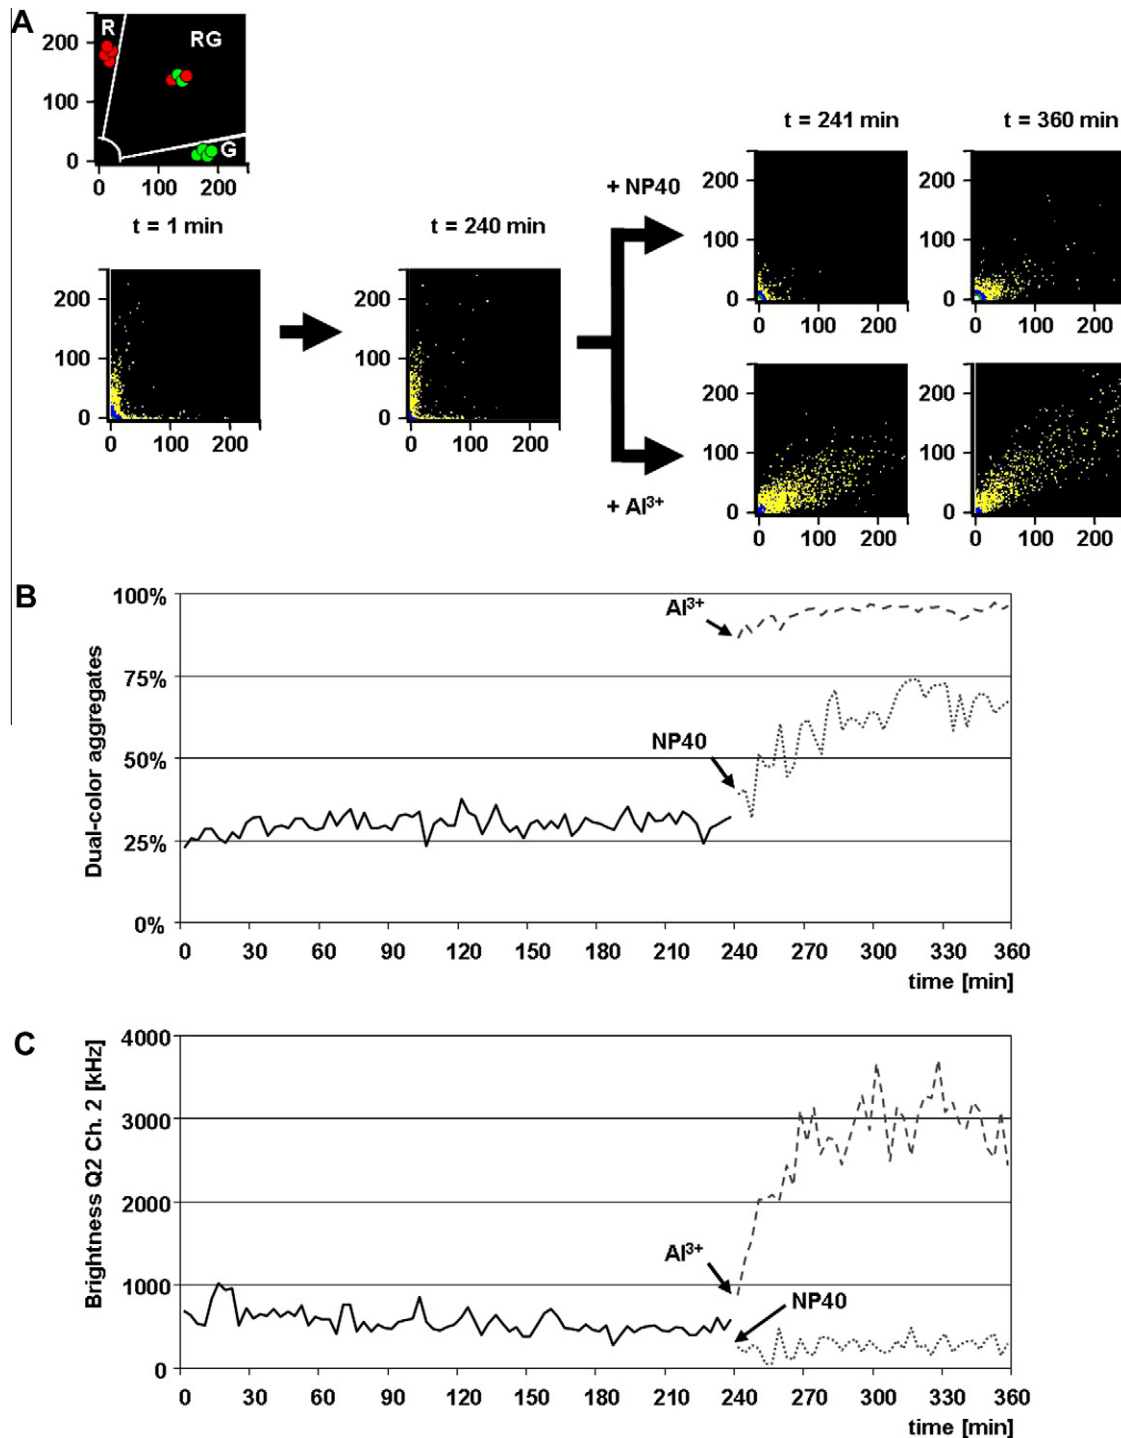 A
R
RG
G
200
100
0
0 100 200
t = 1 min
200
100
0
0 100 200
t = 240 min
200
100
0
0 100 200
+ NP40
t = 241 min
200
100
0
0 100 200
t = 360 min
200
100
0
0 100 200
+ Al3+
200
100
0
0 100 200
200
100
0
0 100 200
B
Dual-color aggregates
100%
75%
50%
25%
0%
Al3+
NP40
0 30 60 90 120 150 180 210 240 270 300 330 360
time [min]
C
Brightness Q2 Ch. 2 [kHz]
4000
3000
2000
1000
0
Al3+
NP40
0 30 60 90 120 150 180 210 240 270 300 330 360
time [min]